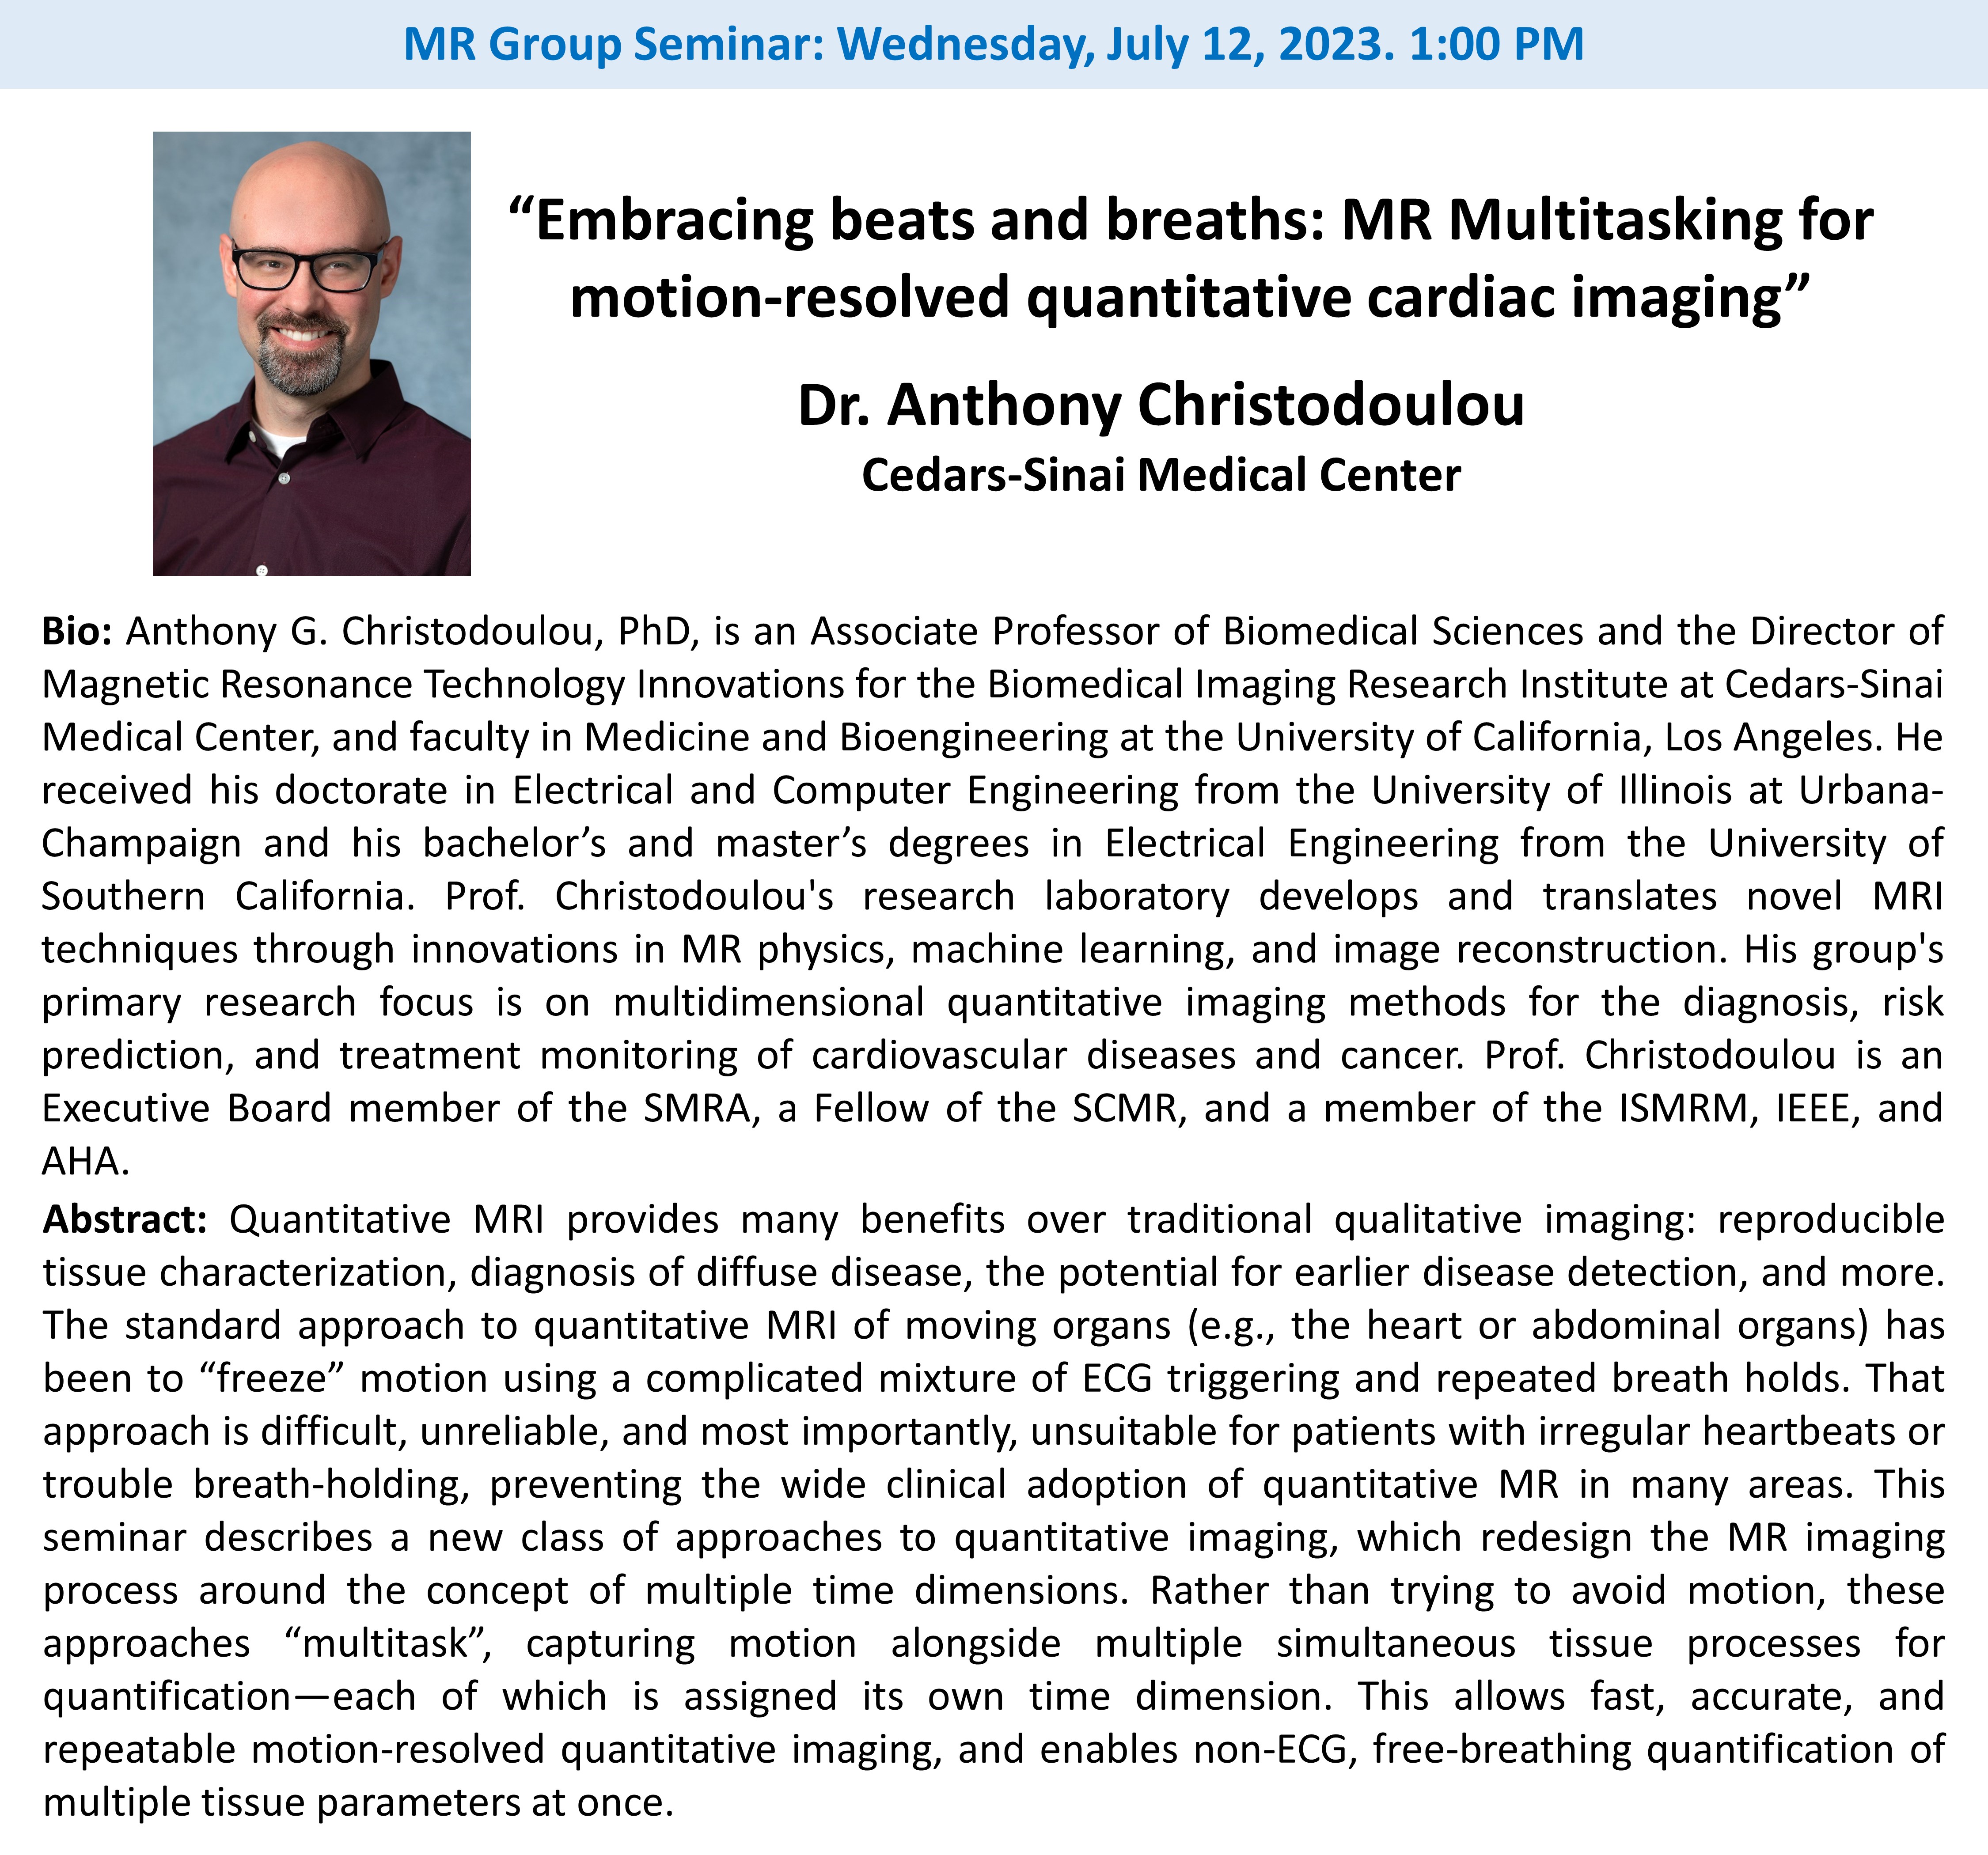 MR Group Seminar: Wednesday, July 12, 2023. 1:00 PM
“Embracing beats and breaths: MR Multitasking for
motion-resolved quantitative cardiac imaging”
Dr. Anthony Christodoulou
Cedars-Sinai Medical Center
Bio: Anthony G. Christodoulou, PhD, is an Associate Professor of Biomedical Sciences and the Director of
Magnetic Resonance Technology Innovations for the Biomedical Imaging Research Institute at Cedars-Sinai
Medical Center, and faculty in Medicine and Bioengineering at the University of California, Los Angeles. He
received his doctorate in Electrical and Computer Engineering from the University of Illinois at Urbana-
Champaign and his bachelor’s and master’s degrees in Electrical Engineering from the University of
Southern California. Prof. Christodoulou's research laboratory develops and translates novel MRI
techniques through innovations in MR physics, machine learning, and image reconstruction. His group's
primary research focus is on multidimensional quantitative imaging methods for the diagnosis, risk
prediction, and treatment monitoring of cardiovascular diseases and cancer. Prof. Christodoulou is an
Executive Board member of the SMRA, a Fellow of the SCMR, and a member of the ISMRM, IEEE, and
AHA.
Abstract: Quantitative MRI provides many benefits over traditional qualitative imaging: reproducible
tissue characterization, diagnosis of diffuse disease, the potential for earlier disease detection, and more.
The standard approach to quantitative MRI of moving organs (e.g., the heart or abdominal organs) has
been to “freeze” motion using a complicated mixture of ECG triggering and repeated breath holds. That
approach is difficult, unreliable, and most importantly, unsuitable for patients with irregular heartbeats or
trouble breath-holding, preventing the wide clinical adoption of quantitative MR in many areas. This
seminar describes a new class of approaches to quantitative imaging, which redesign the MR imaging
process around the concept of multiple time dimensions. Rather than trying to avoid motion, these
approaches “multitask”, capturing motion alongside multiple simultaneous tissue processes for
quantification—each of which is assigned its own time dimension. This allows fast, accurate, and
repeatable motion-resolved quantitative imaging, and enables non-ECG, free-breathing quantification of
multiple tissue parameters at once.